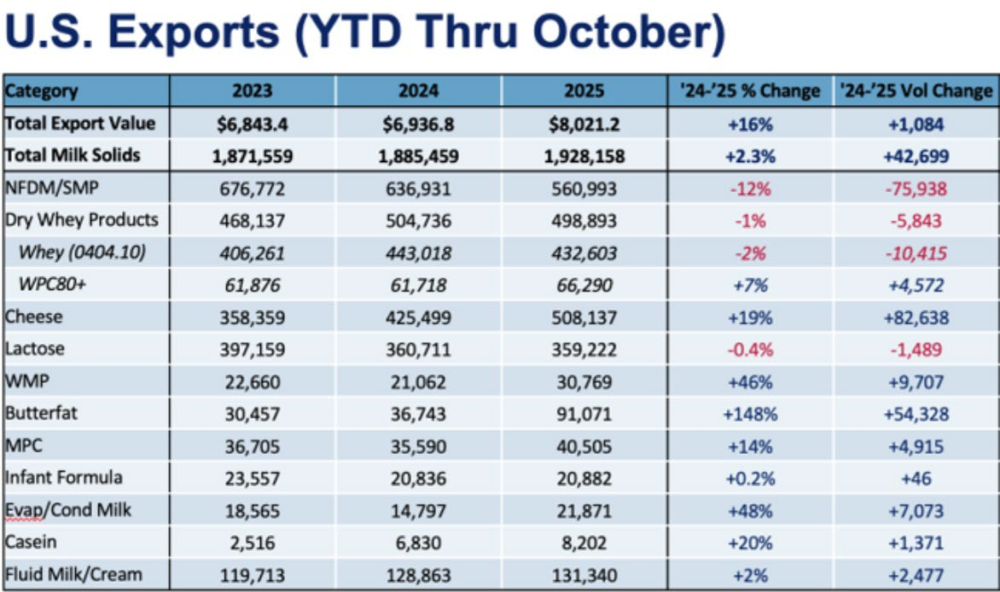 U.S. Exports (YTD Thru October)
Category 2023 2024 2025 '24-’25 % Change '24-’25 Vol Change
Total Export Value $6,843.4 $6,936.8 $8,021.2 +16% +1,084
Total Milk Solids 1,871,559 1,885,459 1,928,158 +2.3% +42,699
NFDM/SMP 676,772 636,931 560,993 -12% -75,938
Dry Whey Products 468,137 504,736 498,893 -1% -5,843
Whey (0404.10) 406,261 443,018 432,603 -2% -10,415
WPC80+ 61,876 61,718 66,290 +7% +4,572
Cheese 358,359 425,499 508,137 +19% +82,638
Lactose 397,159 360,711 359,222 -0.4% -1,489
WMP 22,660 21,062 30,769 +46% +9,707
Butterfat 30,457 36,743 91,071 +148% +54,328
MPC 36,705 35,590 40,505 +14% +4,915
Infant Formula 23,557 20,836 20,882 +0.2% +46
Evap/Cond Milk 18,565 14,797 21,871 +48% +7,073
Casein 2,516 6,830 8,202 +20% +1,371
Fluid Milk/Cream 119,713 128,863 131,340 +2% +2,477